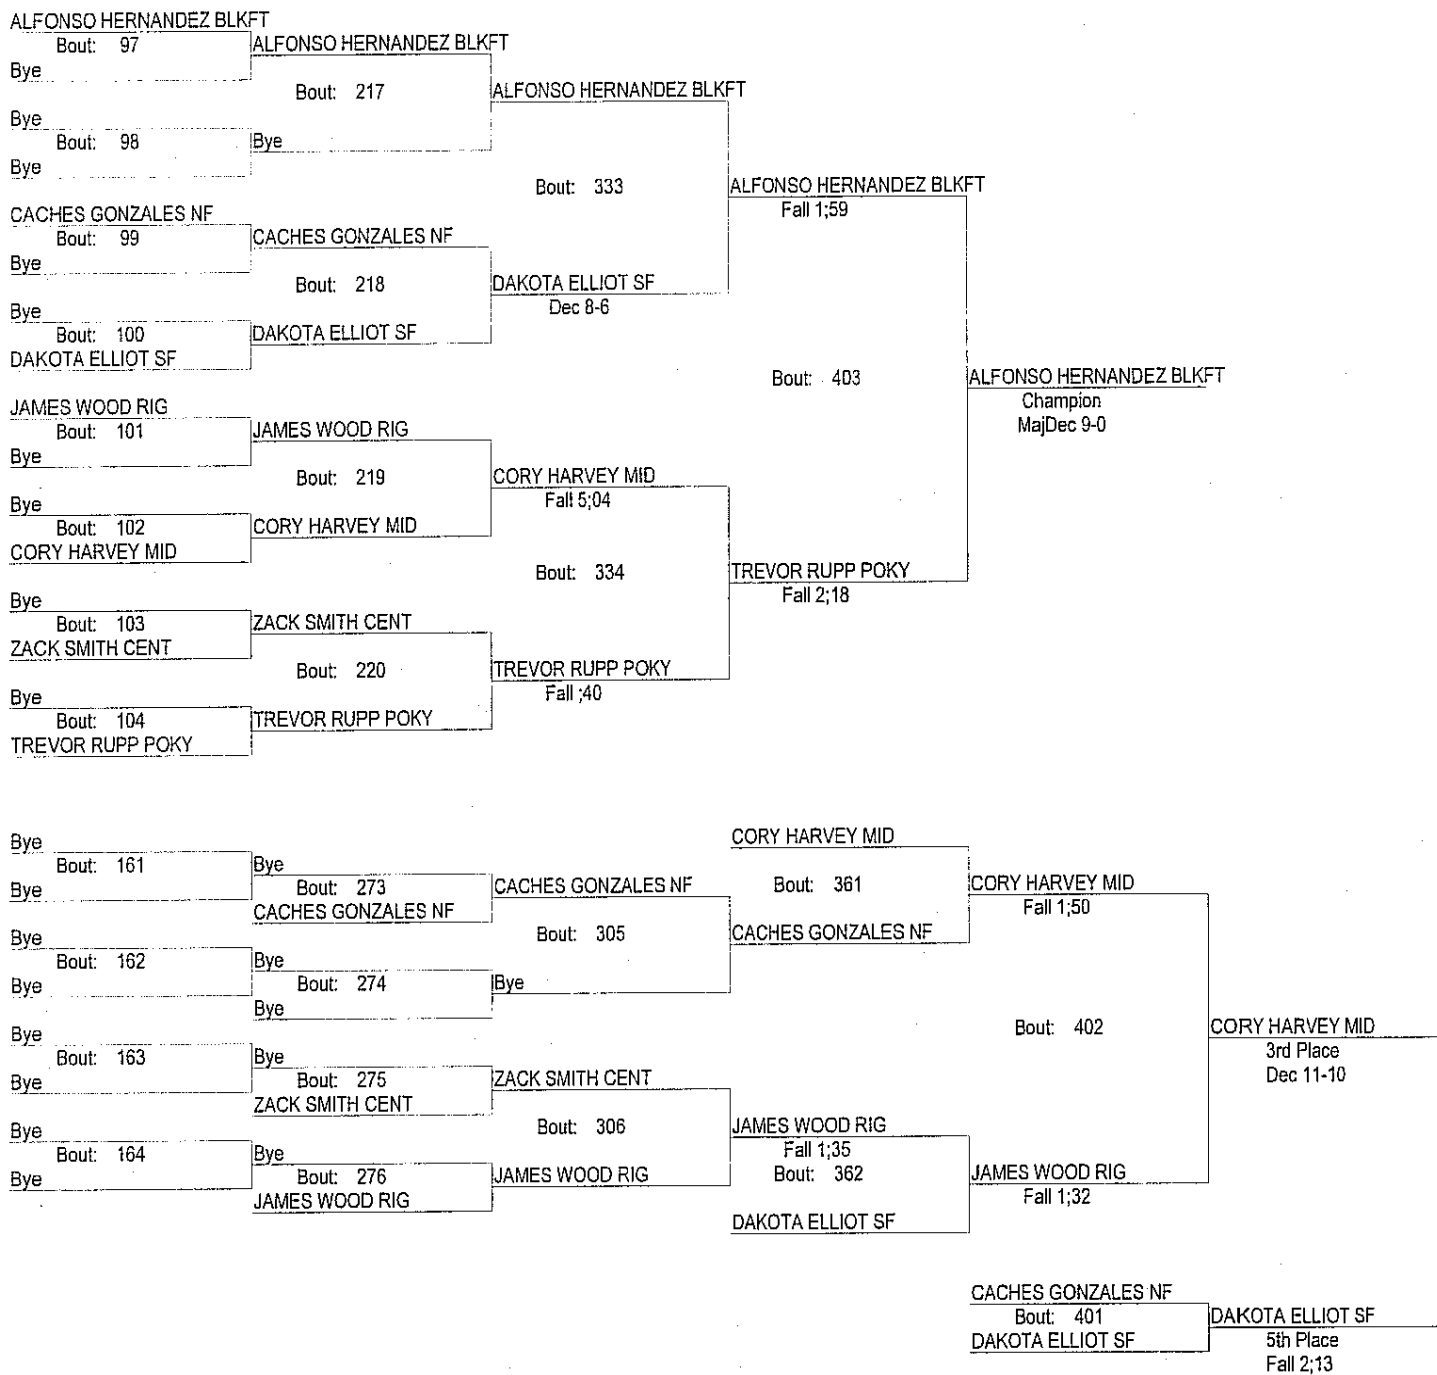 ALFONSO HERNANDEZ BLKFT
Bout: 97
Bye
ALFONSO HERNANDEZ BLKFT
Bout: 217
Bye
Bout: 98
Bye
Bye
ALFONSO HERNANDEZ BLKFT
Bout: 333
CACHES GONZALES NF
Bout: 99
Bye
CACHES GONZALES NF
Bout: 218
Bye
Bout: 100
DAKOTA ELLIOT SF
DAKOTA ELLIOT SF
DAKOTA ELLIOT SF
Dec 8-6
ALFONSO HERNANDEZ BLKFT
Fall 1;59
Bout: 403
JAMES WOOD RIG
Bout: 101
Bye
JAMES WOOD RIG
Bout: 219
Bye
Bout: 102
CORY HARVEY MID
CORY HARVEY MID
CORY HARVEY MID
Fall 5;04
Bout: 334
Bye
Bout: 103
ZACK SMITH CENT
ZACK SMITH CENT
Bout: 220
Bye
Bout: 104
TREVOR RUPP POKY
TREVOR RUPP POKY
TREVOR RUPP POKY
Fall ;40
TREVOR RUPP POKY
Fall 2;18
ALFONSO HERNANDEZ BLKFT
Champion
MajDec 9-0
Bye
Bout: 161
Bye
Bye
Bout: 273
CACHES GONZALES NF
CACHES GONZALES NF
Bout: 305
Bye
Bout: 162
Bye
Bye
Bout: 274
Bye
Bye
CORY HARVEY MID
Bout: 361
CACHES GONZALES NF
CORY HARVEY MID
Fall 1;50
Bout: 402
Bye
Bout: 163
Bye
Bye
Bout: 275
ZACK SMITH CENT
ZACK SMITH CENT
Bout: 306
Bye
Bout: 164
Bye
Bye
Bout: 276
JAMES WOOD RIG
JAMES WOOD RIG
JAMES WOOD RIG
Fall 1;35
Bout: 362
DAKOTA ELLIOT SF
JAMES WOOD RIG
Fall 1;32
CORY HARVEY MID
3rd Place
Dec 11-10
CACHES GONZALES NF
Bout: 401
DAKOTA ELLIOT SF
DAKOTA ELLIOT SF
5th Place
Fall 2;13